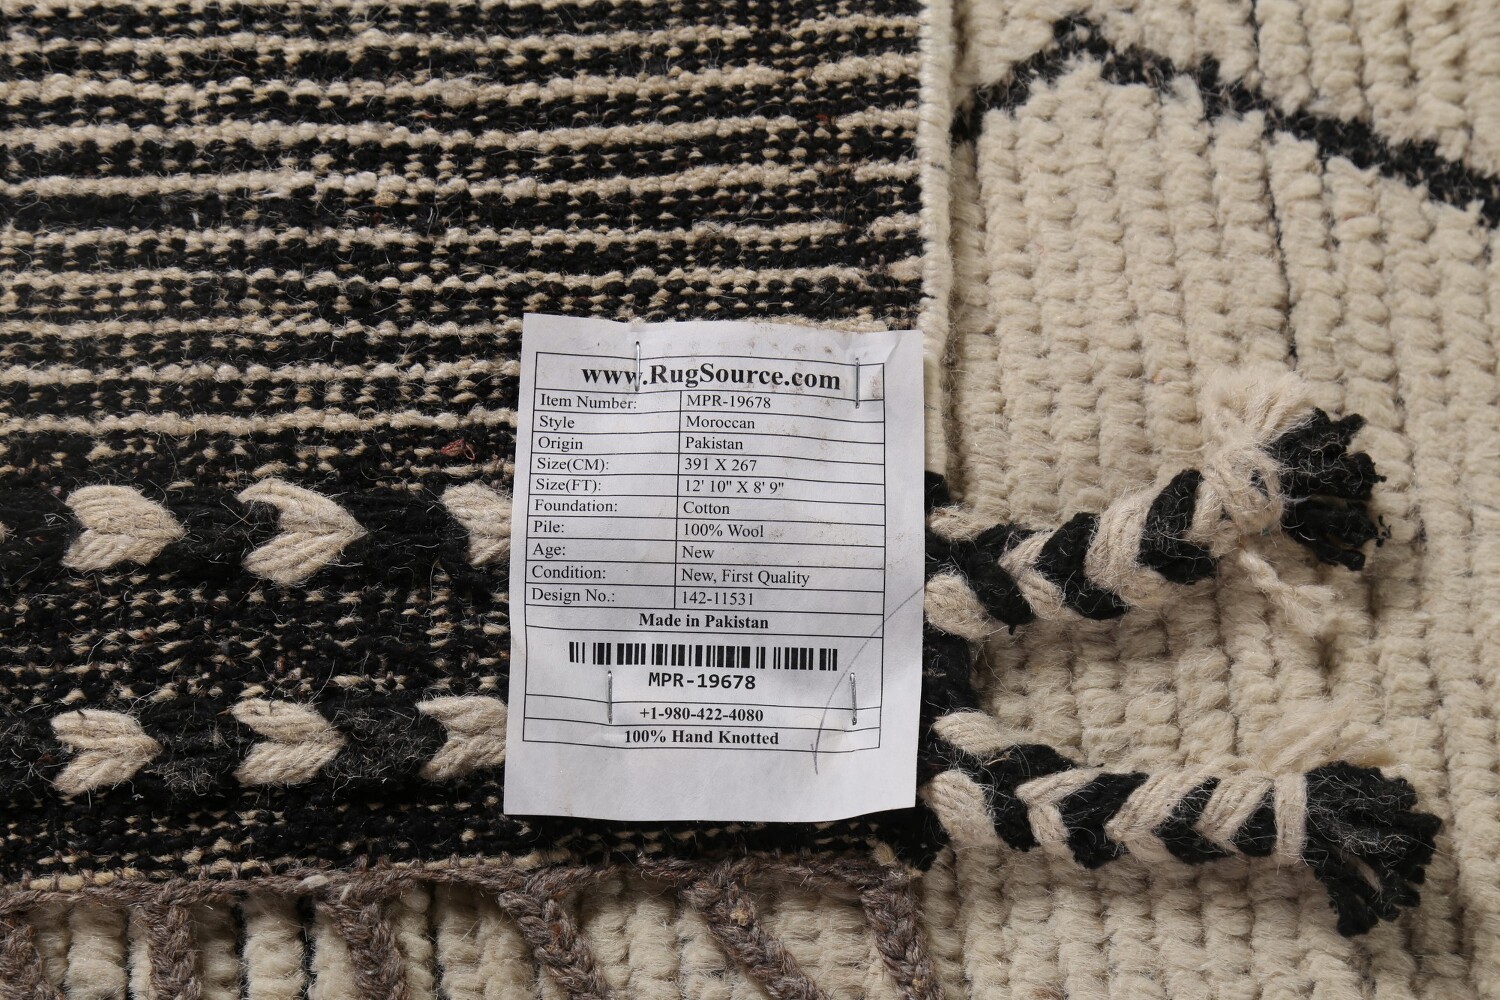 www.RugSource.com
Item Number: MPR-19678
Style Moroccan
Origin Pakistan
Size(CM): 391 X 267
Size(FT): 12' 10" X 8' 9"
Foundation: Cotton
Pile: 100% Wool
Age: New
Condition: New, First Quality
Design No.: 142-11531
Made in Pakistan
MPR-19678
+1-980-422-4080
100% Hand Knotted